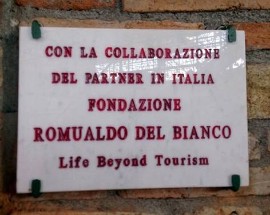 CON LA COLLABORAZIONE
DEL PARTNER IN ITALIA
FONDAZIONE
ROMUALDO DEL BIANCO
Life Beyond Tourism